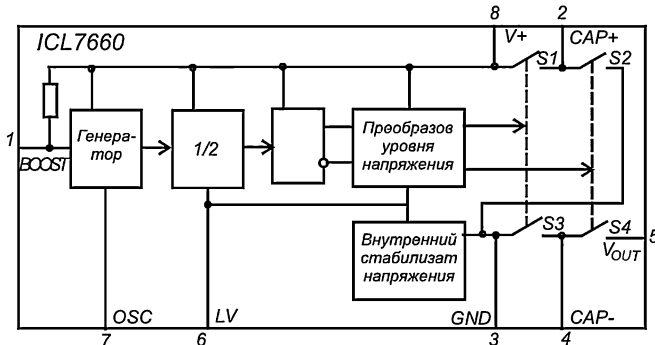 8
2
ICL7660
V+
CAP+
S1
S2
1
BOOST
Генера-
тор
1/2
Преобразов
уровня
напряжения
Внутренний
стабилизат
напряжения
S3
S4
5
VOUT
OSC
LV
GND
CAP-
7
6
3
4